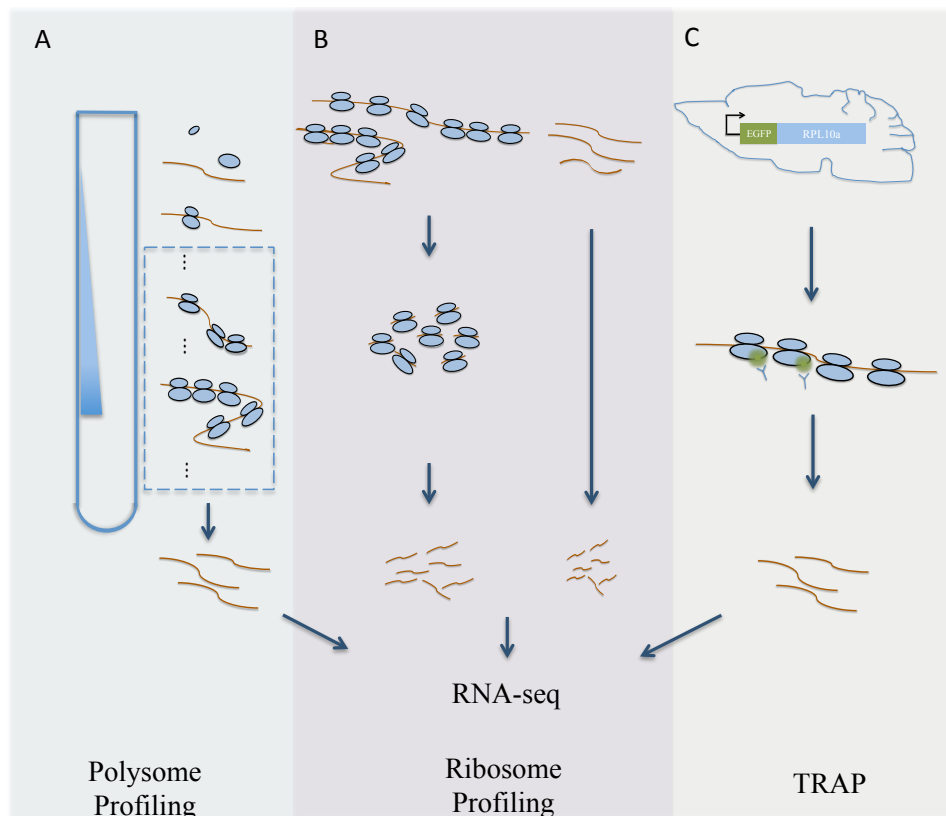 A
B
C
EGFP
RPL10a
RNA-seq
Polysome
Profiling
Ribosome
Profiling
TRAP